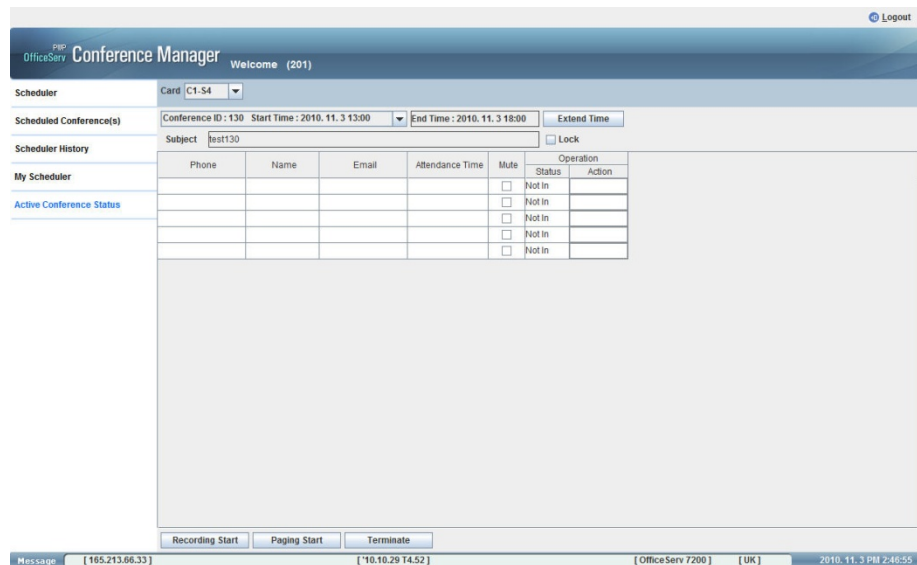 Logout
PWP
OfficeServ Conference Manager Welcome (201)
Scheduler
Scheduled Conference(s)
Scheduler History
My Scheduler
Active Conference Status
Card C1-S4
Conference ID : 130 Start Time : 2010. 11. 3 13:00 End Time : 2010. 11. 3 18:00 Extend Time
Subject test130 Lock
Phone Name Email Attendance Time Mute Operation
Status Action
Not In
Not In
Not In
Not In
Not In
Recording Start Paging Start Terminate
Message [ 165.213.66.33 ] [ '10.10.29 T4.52 ] [ OfficeServ 7200 ] [ UK ] 2010. 11. 3 PM 2:46:55